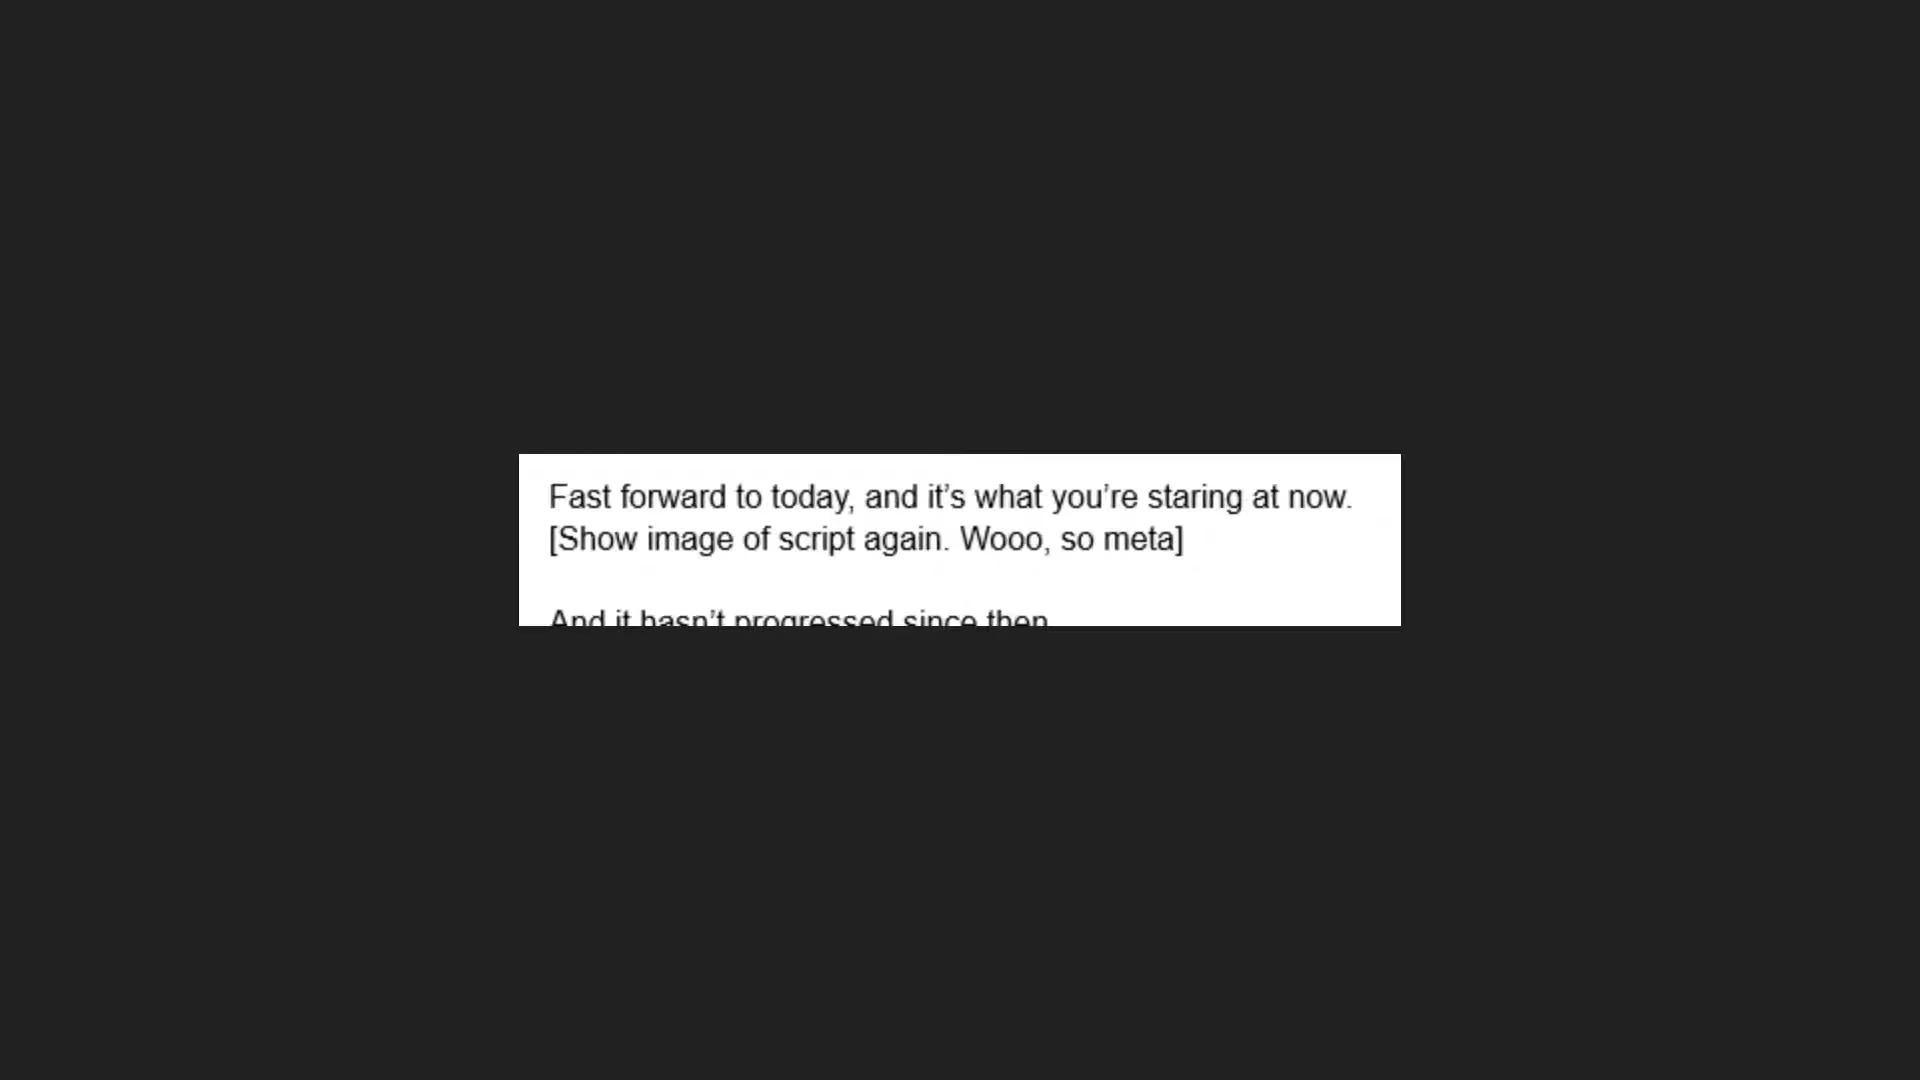 Fast forward to today, and it’s what you’re staring at now.
[Show image of script again. Wooo, so meta]
And it hasn’t progressed since then